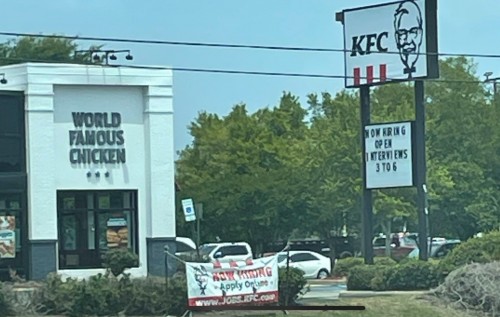 KFC
NOW HIRING
OPEN
INTERVIEWS
3 TO 6
WORLD
FAMOUS
CHICKEN
NOW HIRING
Apply Online
www.JOBS.KFC.com